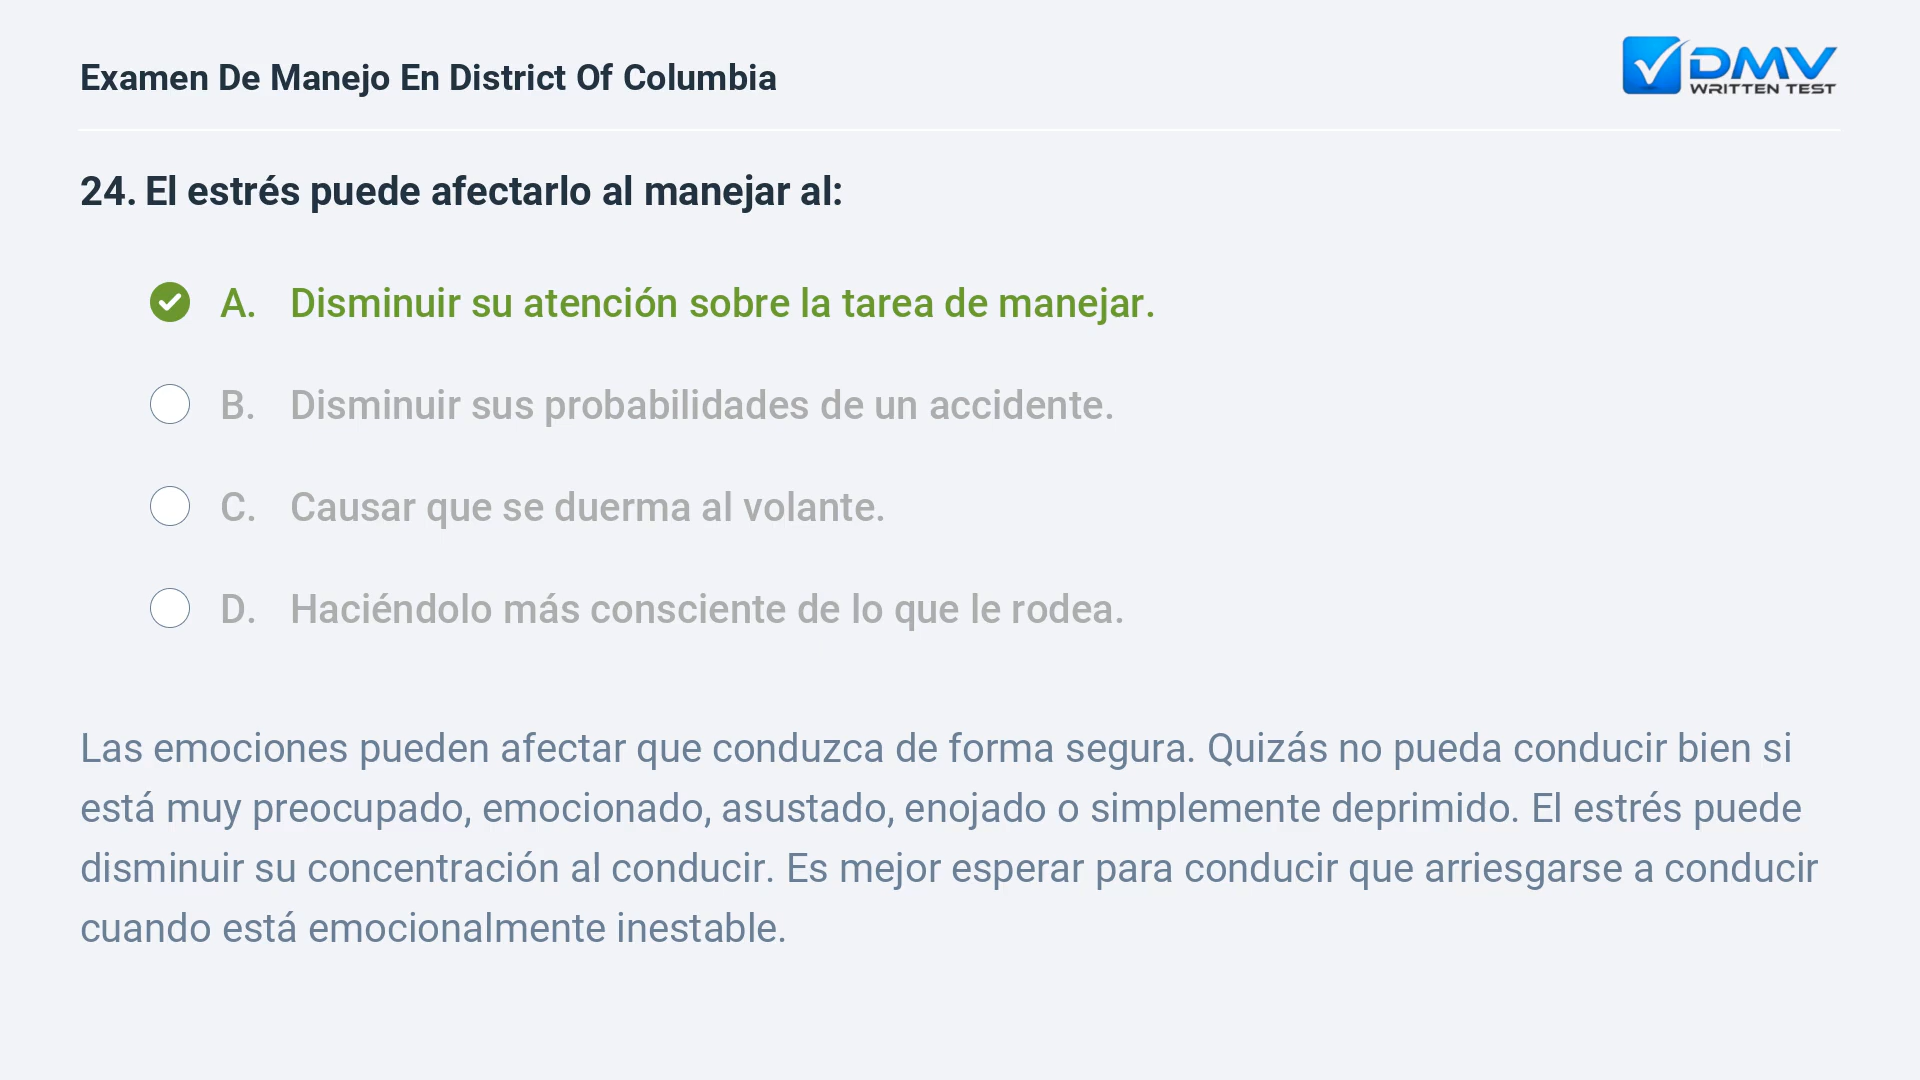 Examen De Manejo En District Of Columbia
DMV
WRITTEN TEST
24. El estrés puede afectarlo al manejar al:
A. Disminuir su atención sobre la tarea de manejar.
B. Disminuir sus probabilidades de un accidente.
C. Causar que se duerma al volante.
D. Haciéndolo más consciente de lo que le rodea.
Las emociones pueden afectar que conduzca de forma segura. Quizás no pueda conducir bien si
está muy preocupado, emocionado, asustado, enojado o simplemente deprimido. El estrés puede
disminuir su concentración al conducir. Es mejor esperar para conducir que arriesgarse a conducir
cuando está emocionalmente inestable.